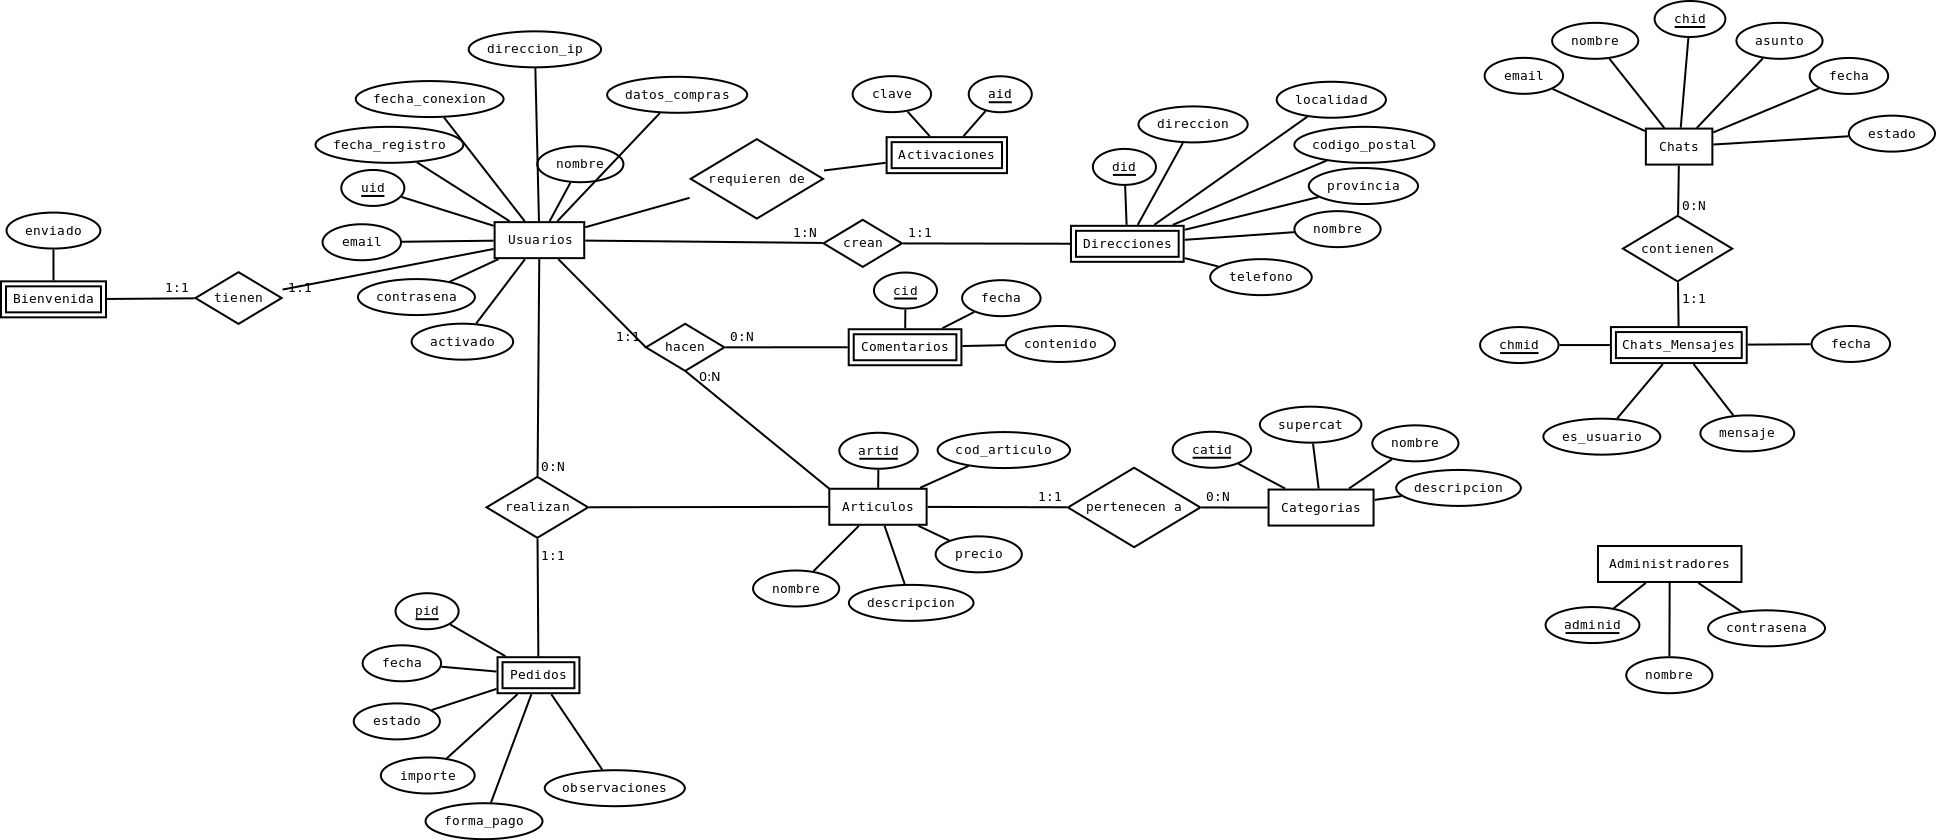 chid
nombre
asunto
direccion_ip
email
fecha
fecha_conexion
datos_compras
clave
aid
localidad
direccion
estado
fecha_registro
nombre
codigo_postal
Chats
Activaciones
did
requieren de
provincia
uid
0:N
enviado
nombre
email
Usuarios
1:N
crean
1:1
Direcciones
contienen
telefono
1:1
1:1
Bienvenida
tienen
contrasena
cid
fecha
1:1
activado
1:1
hacen
0:N
Comentarios
contenido
chmid
Chats_Mensajes
fecha
0:N
supercat
es_usuario
mensaje
artid
cod_articulo
catid
nombre
0:N
descripcion
1:1
0:N
realizan
Articulos
pertenecen a
Categorias
1:1
precio
Administradores
nombre
descripcion
pid
adminid
contrasena
fecha
Pedidos
nombre
estado
importe
observaciones
forma_pago